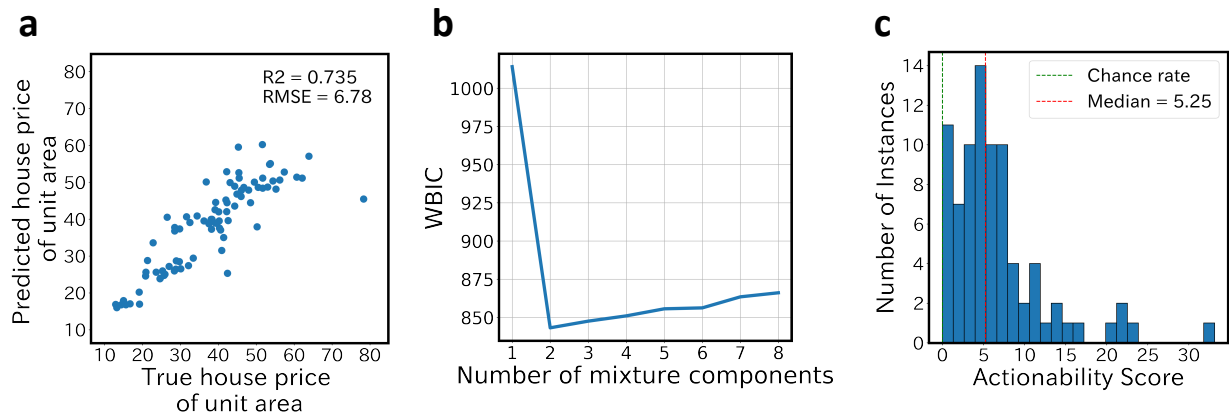 a
Predicted house price
of unit area
80
70
60
50
40
30
20
10
R2 = 0.735
RMSE = 6.78
10 20 30 40 50 60 70 80
True house price
of unit area
b
WBIC
1000
975
950
925
900
875
850
1 2 3 4 5 6 7 8
Number of mixture components
c
Number of Instances
14
12
10
8
6
4
2
0
Chance rate
Median = 5.25
0 5 10 15 20 25 30
Actionability Score